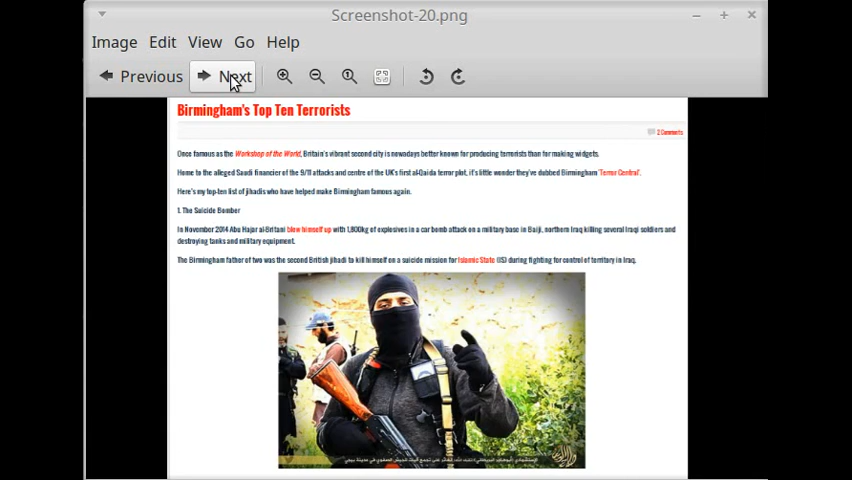 Screenshot-20.png
Image Edit View Go Help
Previous Next
Birmingham's Top Ten Terrorists
2 Comments
Once famous as the Workshop of the World, Britain's vibrant second city is nowadays better known for producing terrorists than for making widgets.
Home to the alleged Saudi financier of the 9/11 attacks and centre of the UK's first al-Qaida terror plot, it's little wonder they've dubbed Birmingham 'Terror Central'.
Here's my top-ten list of jihadis who have helped make Birmingham famous again.
1. The Suicide Bomber
In November 2014 Abu Hajar al-Britani blew himself up with 1,800kg of explosives in a car bomb attack on a military base in Baiji, northern Iraq killing several Iraqi soldiers and
destroying tanks and military equipment.
The Birmingham father of two was the second British jihadi to kill himself on a suicide mission for Islamic State (IS) during fighting for control of territory in Iraq.